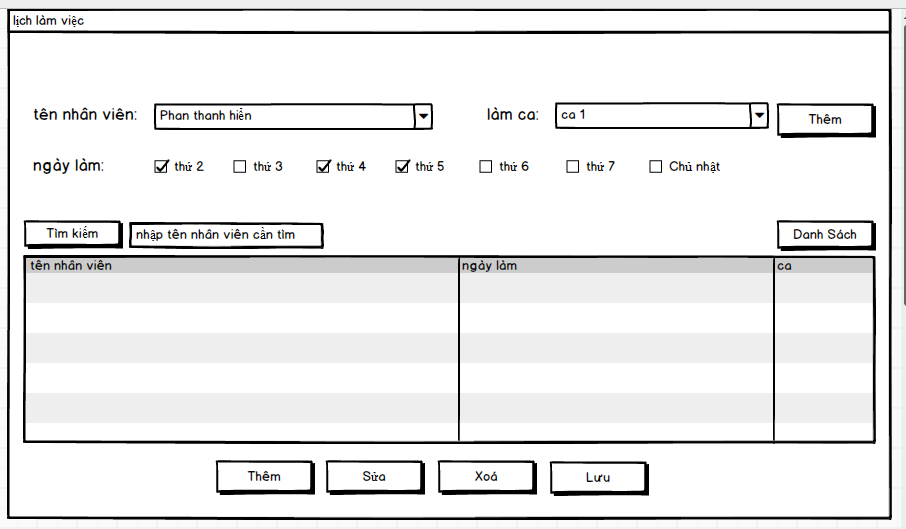 lịch làm việc
tên nhân viên: Phan thanh hiển làm ca: ca 1 Thêm
ngày làm: thứ 2 thứ 3 thứ 4 thứ 5 thứ 6 thứ 7 Chủ nhật
Tìm kiếm nhập tên nhân viên cần tìm Danh Sách
tên nhân viên ngày làm ca
Thêm Sửa Xoá Lưu